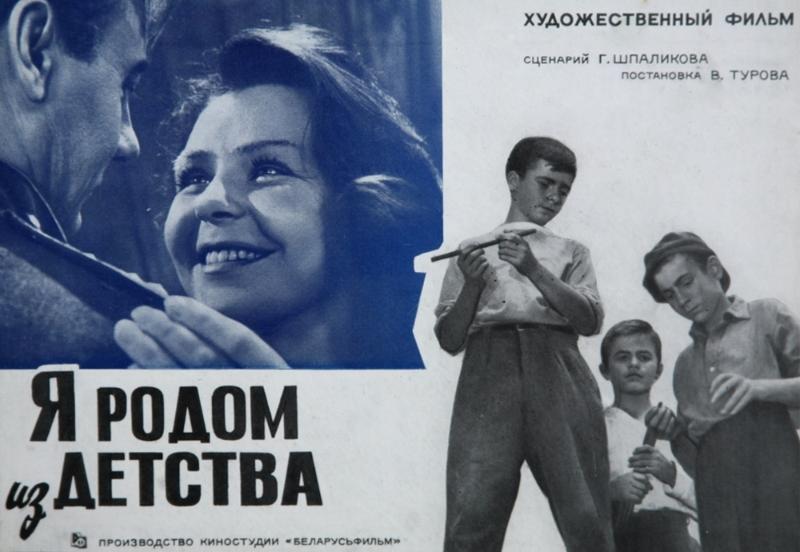 ХУДОЖЕСТВЕННЫЙ ФИЛЬМ
СЦЕНАРИЙ Г. ШПАЛИКОВА
ПОСТАНОВКА В. ТУРОВА
Я РОДОМ
из ДЕТСТВА
ПРОИЗВОДСТВО КИНОСТУДИИ «БЕЛАРУСЬФИЛЬМ»